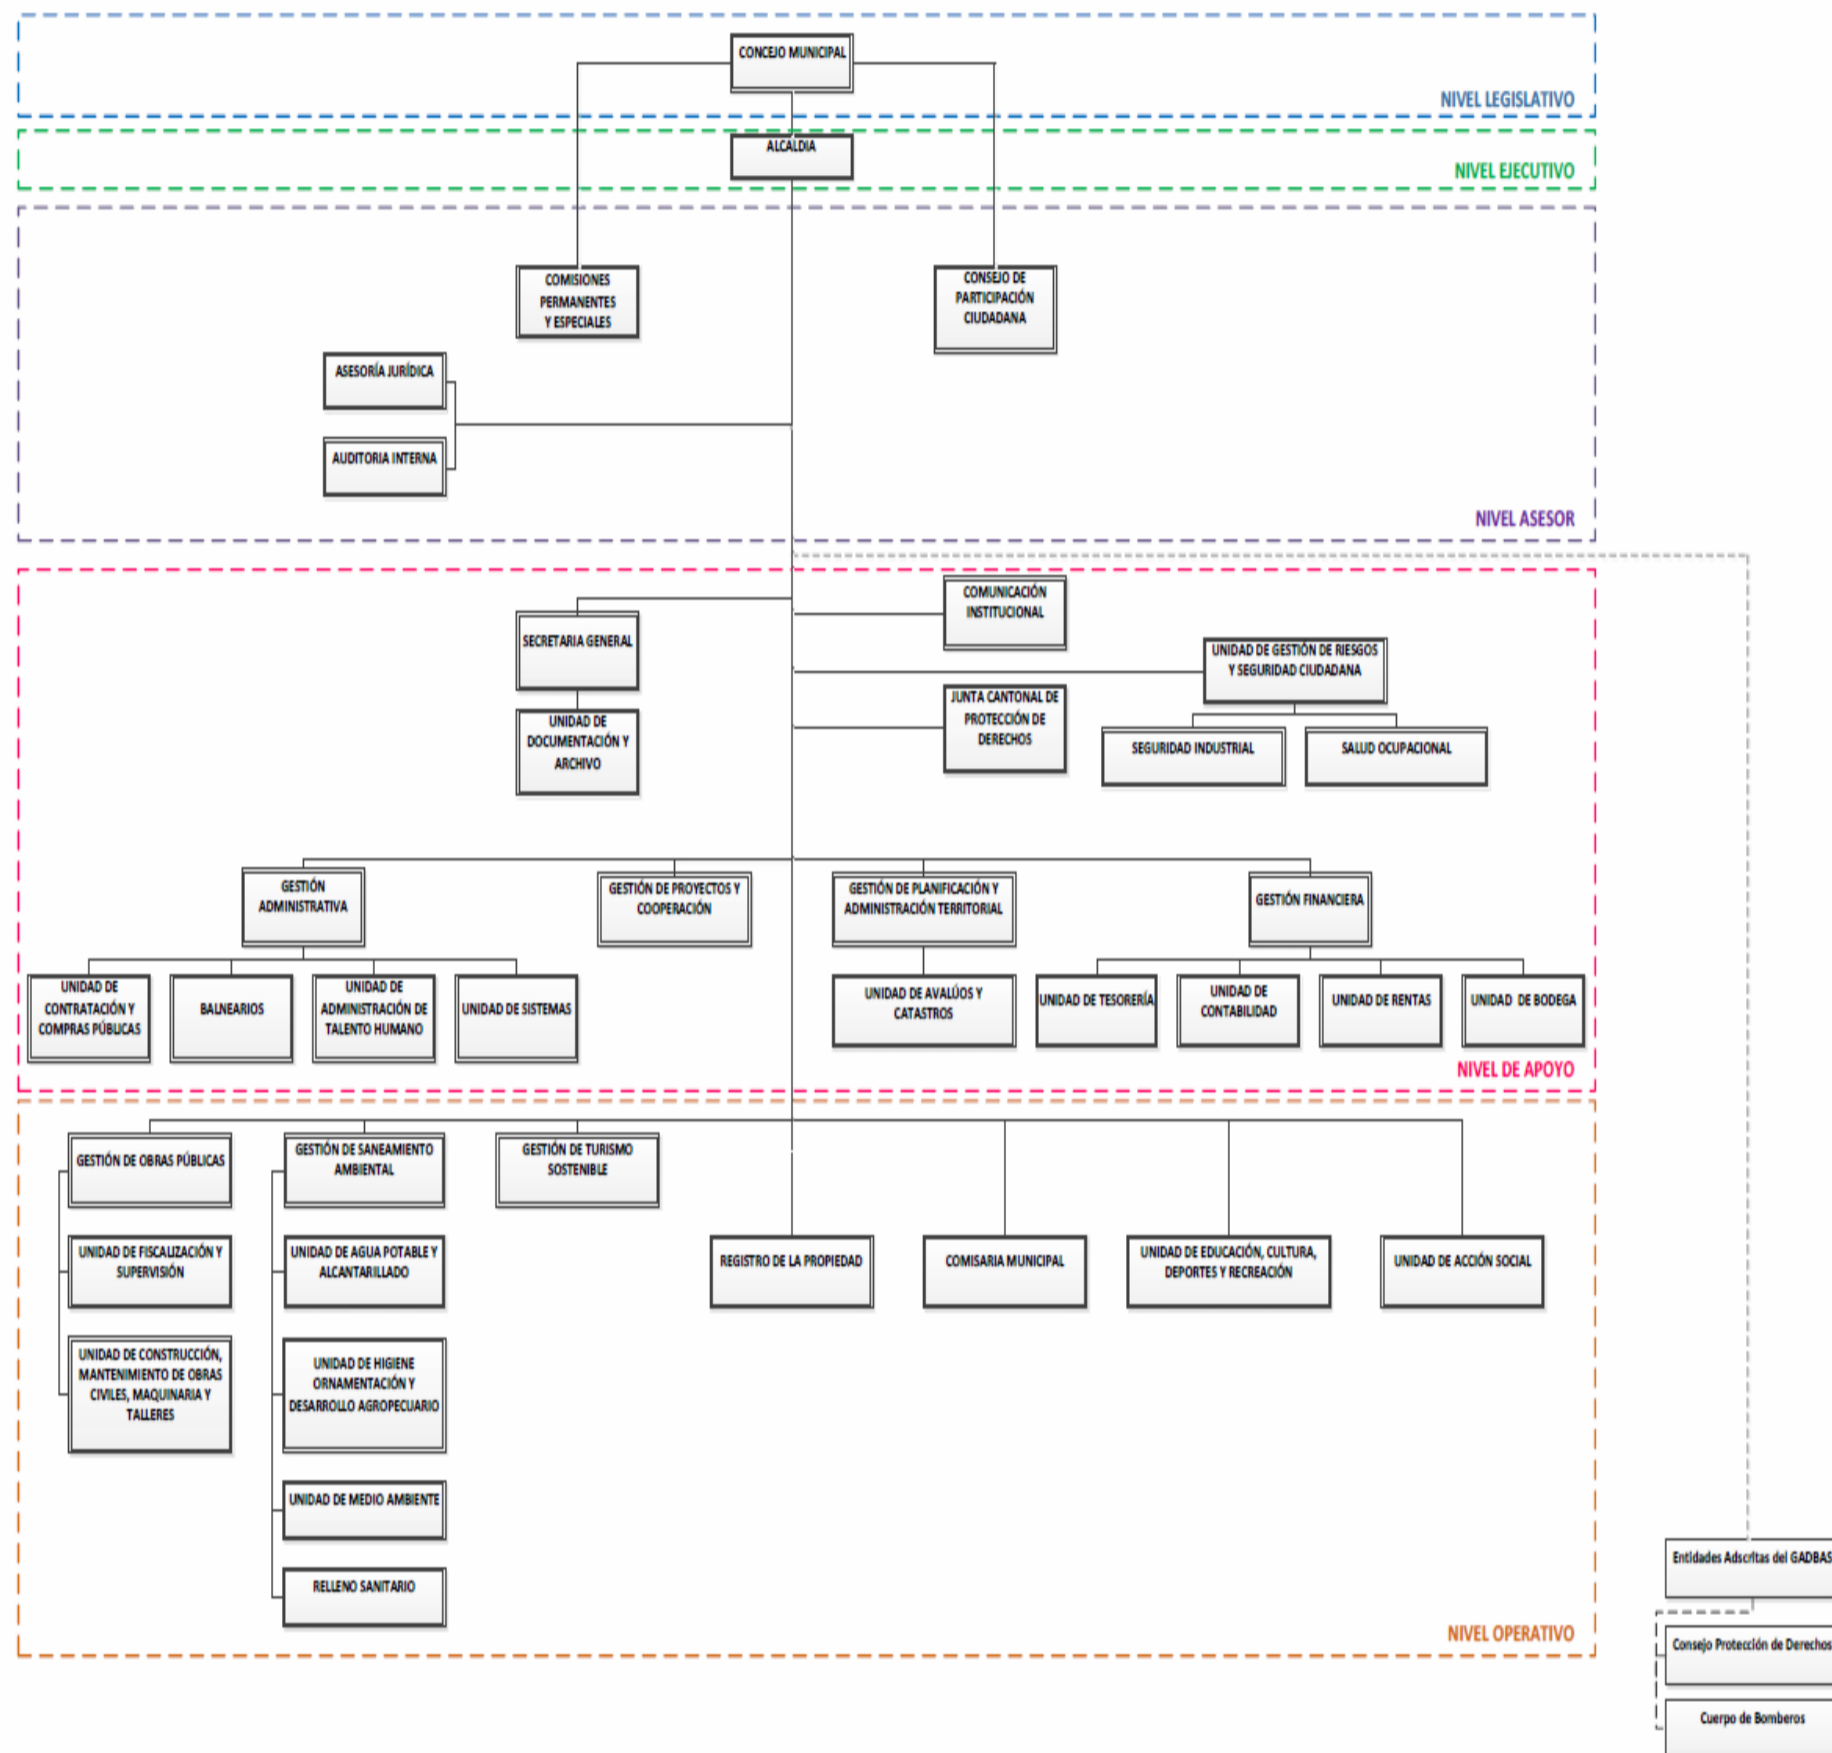 CONCEJO MUNICIPAL
NIVEL LEGISLATIVO
ALCALDIA
NIVEL EJECUTIVO
COMISIONES
PERMANENTES
Y ESPECIALES
CONSEJO DE
PARTICIPACIÓN
CIUDADANA
ASESORÍA JURÍDICA
AUDITORIA INTERNA
NIVEL ASESOR
COMUNICACIÓN
INSTITUCIONAL
SECRETARIA GENERAL
UNIDAD DE GESTIÓN DE RIESGOS
Y SEGURIDAD CIUDADANA
UNIDAD DE
DOCUMENTACIÓN Y
ARCHIVO
JUNTA CANTONAL DE
PROTECCIÓN DE
DERECHOS
SEGURIDAD INDUSTRIAL
SALUD OCUPACIONAL
GESTIÓN
ADMINISTRATIVA
GESTIÓN DE PROYECTOS Y
COOPERACIÓN
GESTIÓN DE PLANIFICACIÓN Y
ADMINISTRACIÓN TERRITORIAL
GESTIÓN FINANCIERA
UNIDAD DE
CONTRATACIÓN Y
COMPRAS PÚBLICAS
BALNEARIOS
UNIDAD DE
ADMINISTRACIÓN DE
TALENTO HUMANO
UNIDAD DE SISTEMAS
UNIDAD DE AVALÚOS Y
CATASTROS
UNIDAD DE TESORERÍA
UNIDAD DE
CONTABILIDAD
UNIDAD DE RENTAS
UNIDAD DE BODEGA
NIVEL DE APOYO
GESTIÓN DE OBRAS PÚBLICAS
GESTIÓN DE SANEAMIENTO
AMBIENTAL
GESTIÓN DE TURISMO
SOSTENIBLE
UNIDAD DE FISCALIZACIÓN Y
SUPERVISIÓN
UNIDAD DE AGUA POTABLE Y
ALCANTARILLADO
REGISTRO DE LA PROPIEDAD
COMISARIA MUNICIPAL
UNIDAD DE EDUCACIÓN, CULTURA,
DEPORTES Y RECREACIÓN
UNIDAD DE ACCIÓN SOCIAL
UNIDAD DE CONSTRUCCIÓN,
MANTENIMIENTO DE OBRAS
CIVILES, MAQUINARIA Y
TALLERES
UNIDAD DE HIGIENE
ORNAMENTACIÓN Y
DESARROLLO AGROPECUARIO
UNIDAD DE MEDIO AMBIENTE
RELLENO SANITARIO
NIVEL OPERATIVO
Entidades Adscritas del GADBAS
Consejo Protección de Derechos
Cuerpo de Bomberos